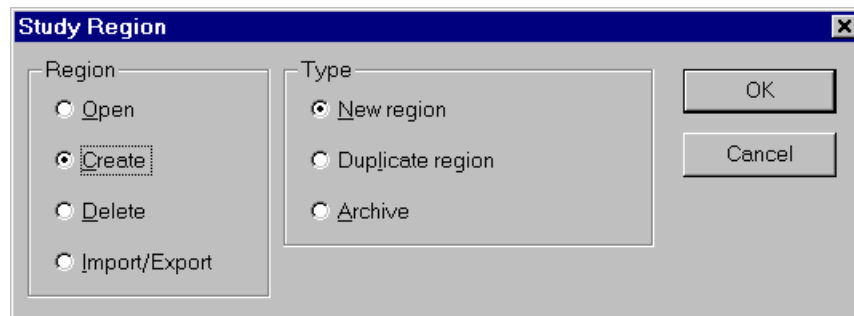 Study Region
Region
Open
Create
Delete
Import/Export
Type
New region
Duplicate region
Archive
OK
Cancel